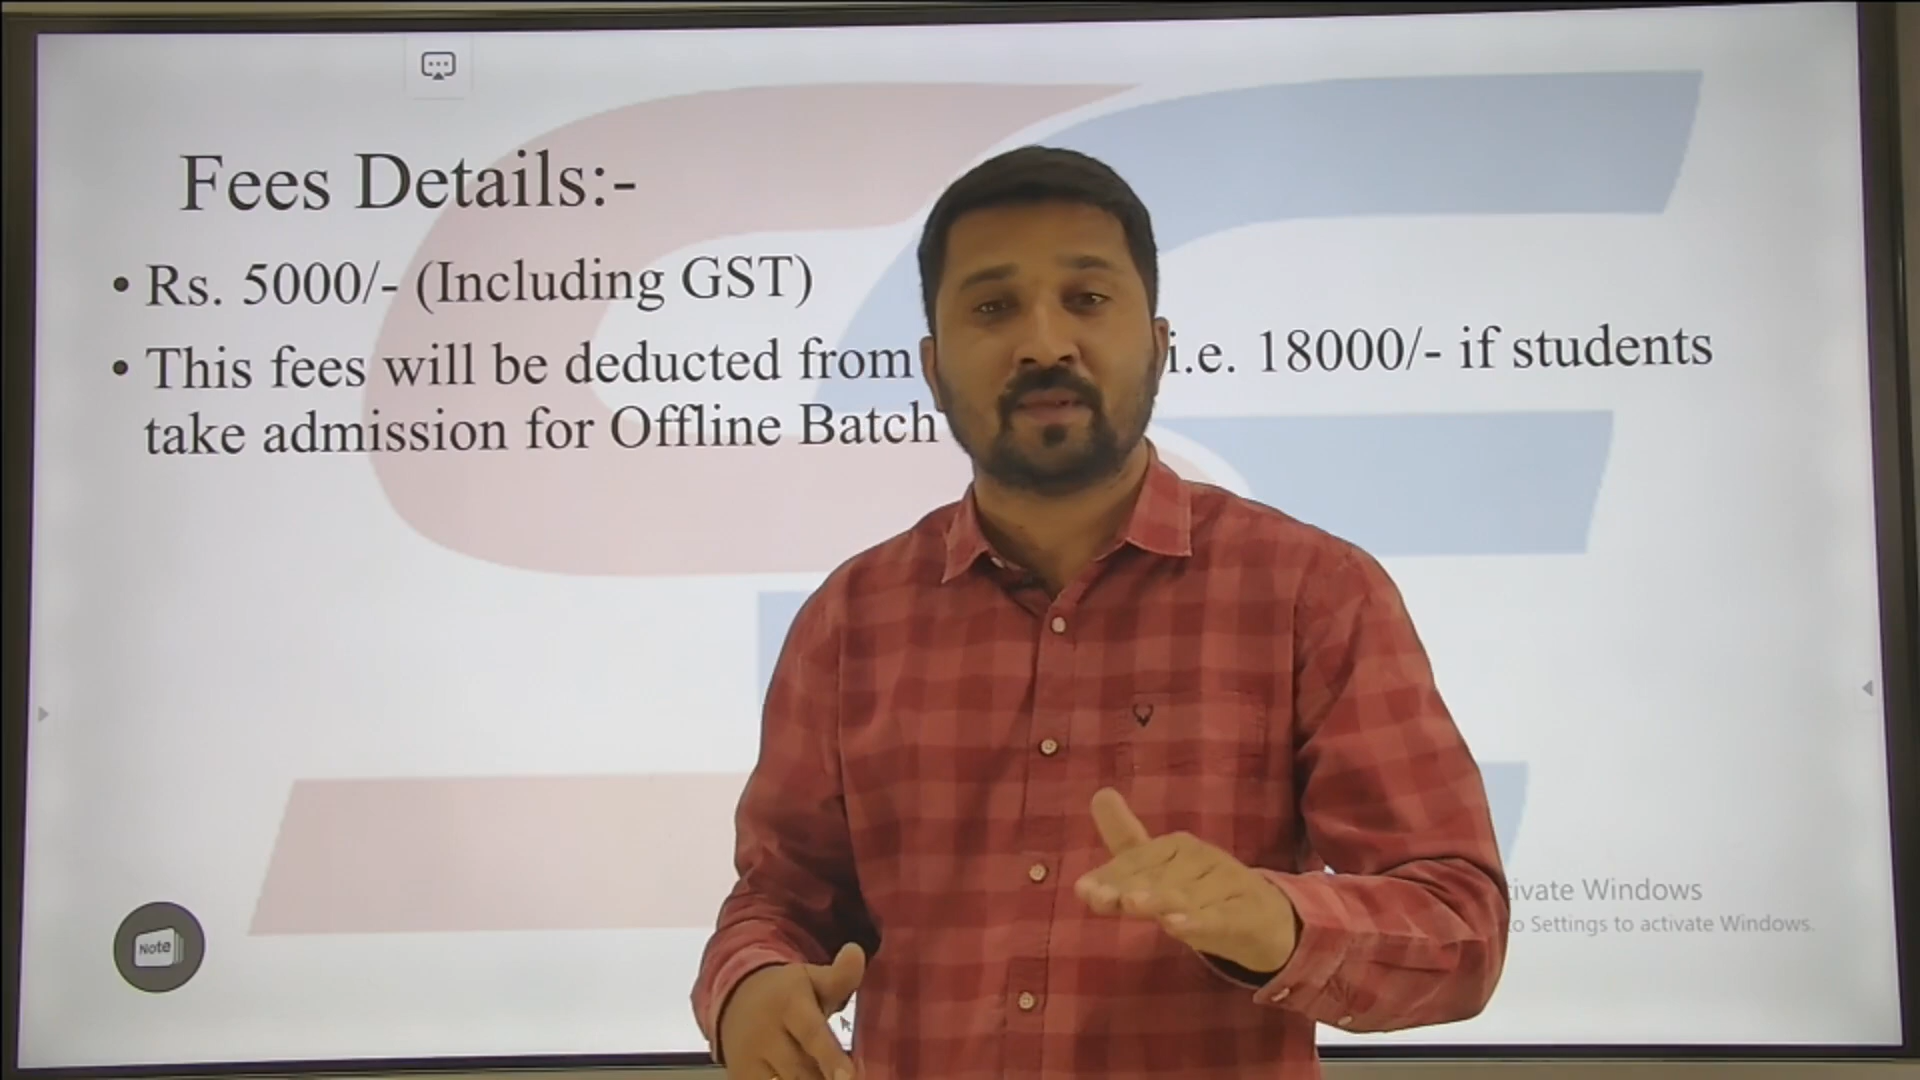 Fees Details:-
• Rs. 5000/- (Including GST)
• This fees will be deducted from i.e. 18000/- if students
take admission for Offline Batch
Note
ivate Windows
o Settings to activate Windows.